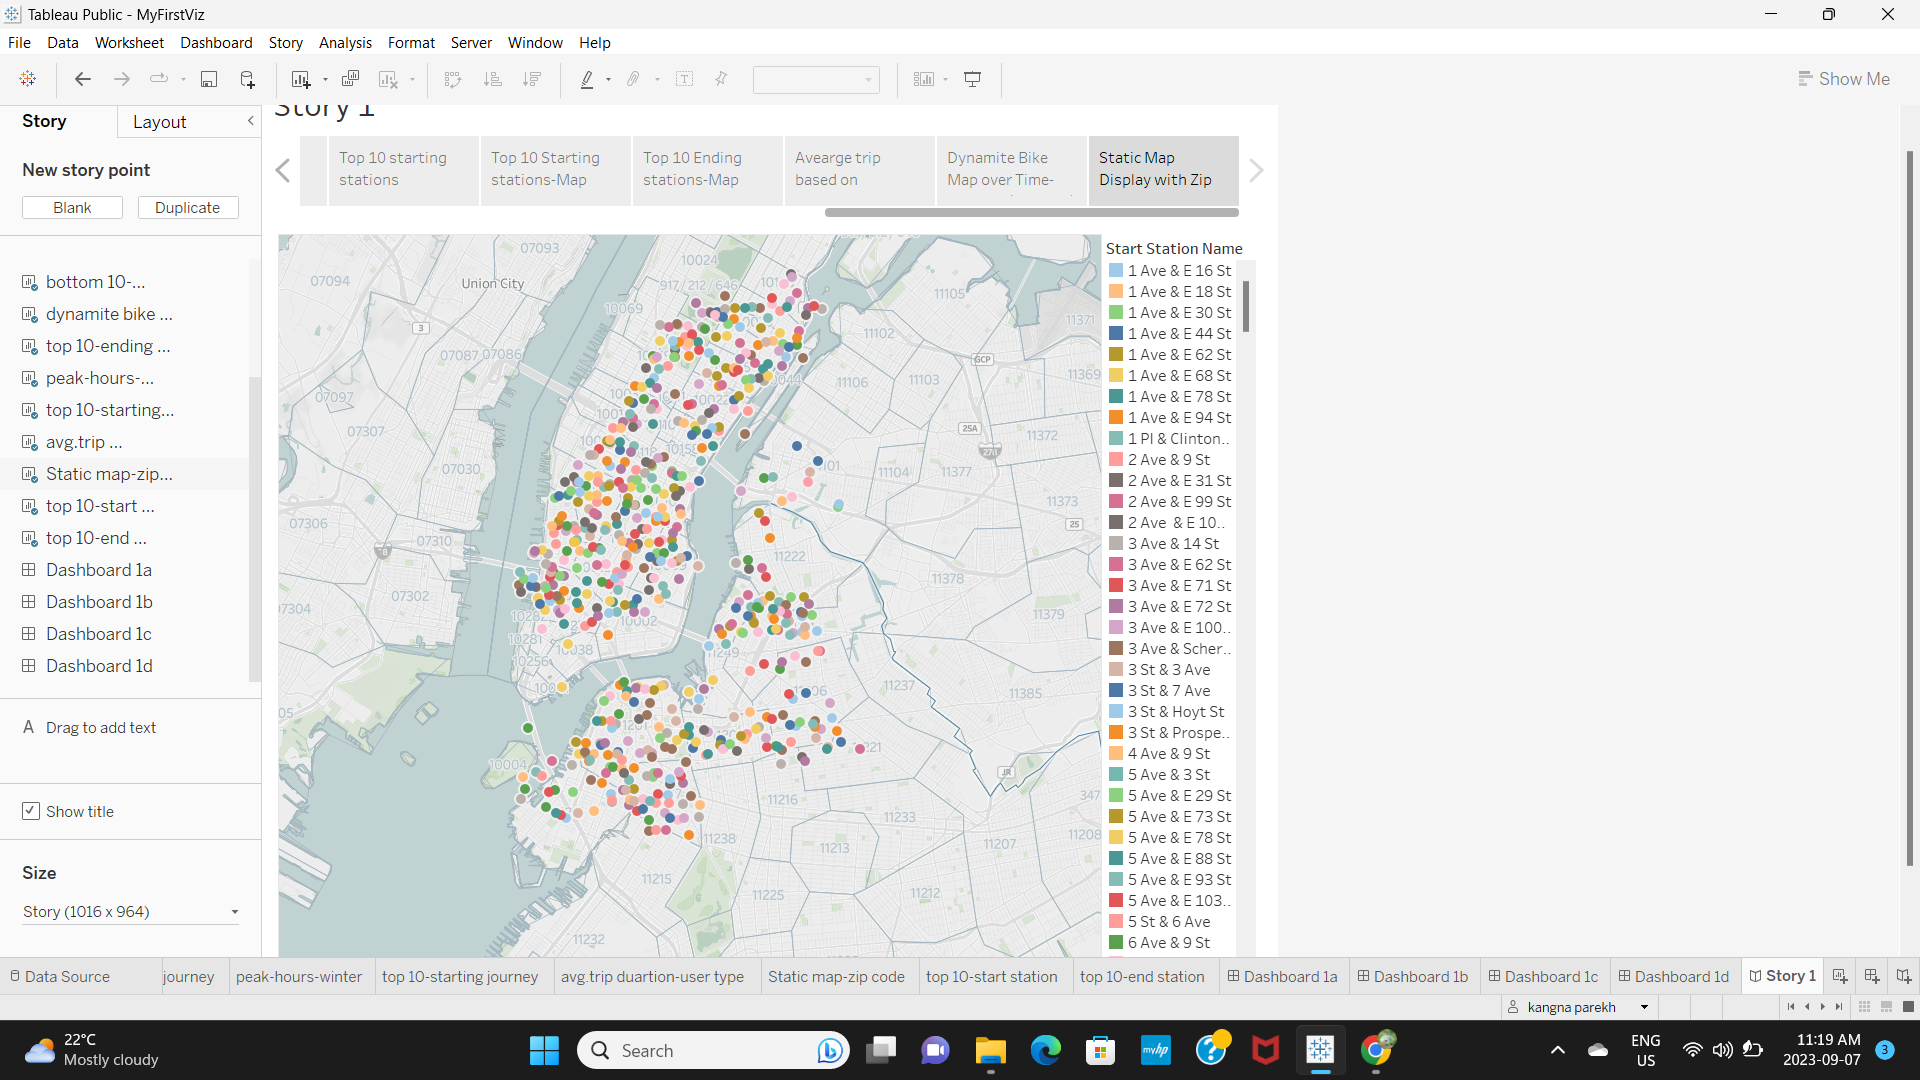 Tableau Public - MyFirstViz
File Data Worksheet Dashboard Story Analysis Format Server Window Help
Show Me
Story
Layout
New story point
Blank
Duplicate
bottom 10-...
dynamite bike ...
top 10-ending ...
peak-hours-...
top 10-starting...
avg.trip ...
Static map-zip...
top 10-start ...
top 10-end ...
Dashboard 1a
Dashboard 1b
Dashboard 1c
Dashboard 1d
A Drag to add text
Show title
Size
Story (1016 x 964)
Story 1
Top 10 starting
stations
Top 10 Starting
stations-Map
Top 10 Ending
stations-Map
Avearge trip
based on
Dynamite Bike
Map over Time-
Static Map
Display with Zip
07093
07094
Union City
10024
917 / 212 / 646
10069
11105
11371
3
11102
07087
07086
GCP
11106
11103
11369
07097
25A
11372
07307
278
07030
11104
11377
11373
07306
25
78
07310
11222
11378
07302
07304
11379
10282
10002
10281
10038
10256
11249
11237
11385
10004
JR
11216
11233
11238
11208
11213
11207
11215
11225
11212
11232
Start Station Name
1 Ave & E 16 St
1 Ave & E 18 St
1 Ave & E 30 St
1 Ave & E 44 St
1 Ave & E 62 St
1 Ave & E 68 St
1 Ave & E 78 St
1 Ave & E 94 St
1 Pl & Clinton..
2 Ave & 9 St
2 Ave & E 31 St
2 Ave & E 99 St
2 Ave  & E 10..
3 Ave & 14 St
3 Ave & E 62 St
3 Ave & E 71 St
3 Ave & E 72 St
3 Ave & E 100..
3 Ave & Scher..
3 St & 3 Ave
3 St & 7 Ave
3 St & Hoyt St
3 St & Prospe..
4 Ave & 9 St
5 Ave & 3 St
5 Ave & E 29 St
5 Ave & E 73 St
5 Ave & E 78 St
5 Ave & E 88 St
5 Ave & E 93 St
5 Ave & E 103..
5 St & 6 Ave
6 Ave & 9 St
Data Source
journey
peak-hours-winter
top 10-starting journey
avg.trip duartion-user type
Static map-zip code
top 10-start station
top 10-end station
Dashboard 1a
Dashboard 1b
Dashboard 1c
Dashboard 1d
Story 1
kangna parekh
22°C
Mostly cloudy
Search
myhp
ENG
US
11:19 AM
2023-09-07
3